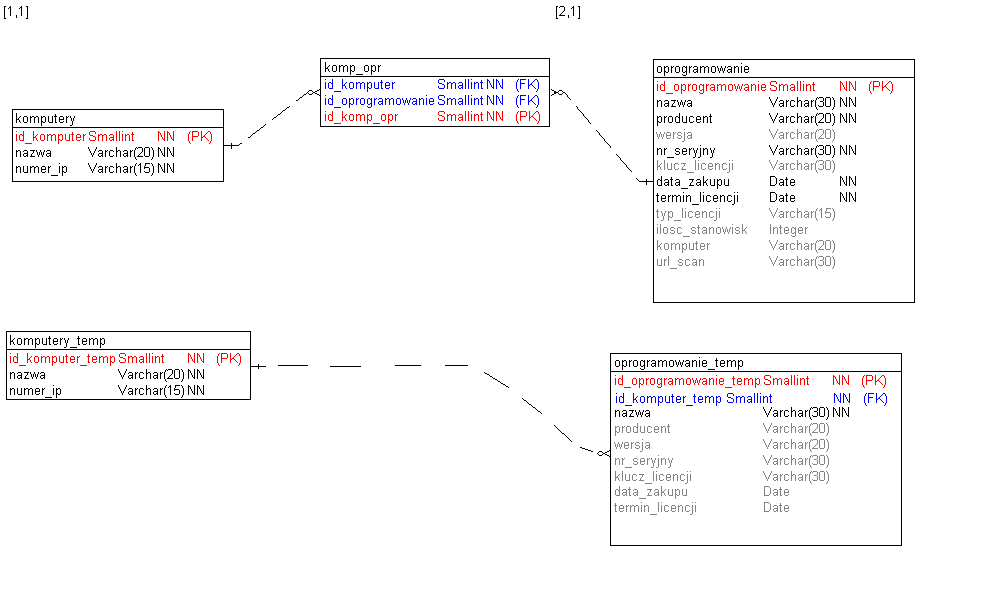 [1,1]
[2,1]
komputery
id_komputer Smallint NN (PK)
nazwa Varchar(20) NN
numer_ip Varchar(15) NN
komp_opr
id_komputer Smallint NN (FK)
id_oprogramowanie Smallint NN (FK)
id_komp_opr Smallint NN (PK)
oprogramowanie
id_oprogramowanie Smallint NN (PK)
nazwa Varchar(30) NN
producent Varchar(20) NN
wersja Varchar(20)
nr_seryjny Varchar(30) NN
klucz_licencji Varchar(30)
data_zakupu Date NN
termin_licencji Date NN
typ_licencji Varchar(15)
ilosc_stanowisk Integer
komputer Varchar(20)
url_scan Varchar(30)
komputery_temp
id_komputer_temp Smallint NN (PK)
nazwa Varchar(20) NN
numer_ip Varchar(15) NN
oprogramowanie_temp
id_oprogramowanie_temp Smallint NN (PK)
id_komputer_temp Smallint NN (FK)
nazwa Varchar(30) NN
producent Varchar(20)
wersja Varchar(20)
nr_seryjny Varchar(30)
klucz_licencji Varchar(30)
data_zakupu Date
termin_licencji Date